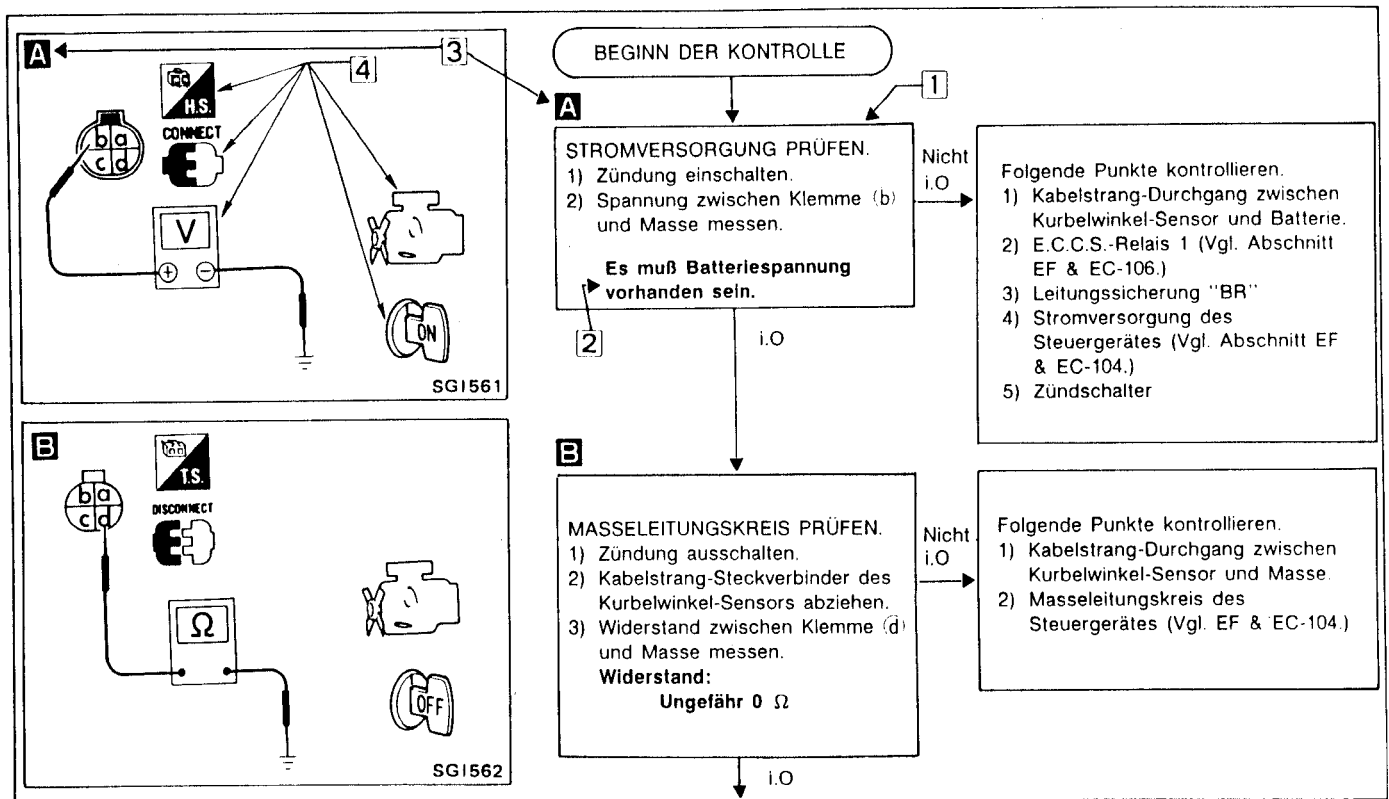 A
3
4
H.S.
CONNECT
b a
c d
V
+ −
ON
SGI561
B
T.S.
DISCONNECT
b a
c d
Ω
OFF
SGI562
BEGINN DER KONTROLLE
A
1
STROMVERSORGUNG PRÜFEN.
1) Zündung einschalten.
2) Spannung zwischen Klemme (b)
und Masse messen.
Es muß Batteriespannung
vorhanden sein.
2
i.O
Nicht
i.O
Folgende Punkte kontrollieren.
1) Kabelstrang-Durchgang zwischen
Kurbelwinkel-Sensor und Batterie.
2) E.C.C.S.-Relais 1 (Vgl. Abschnitt
EF & EC-106.)
3) Leitungssicherung "BR"
4) Stromversorgung des
Steuergerätes (Vgl. Abschnitt EF
& EC-104.)
5) Zündschalter
B
MASSELEITUNGSKREIS PRÜFEN.
1) Zündung ausschalten.
2) Kabelstrang-Steckverbinder des
Kurbelwinkel-Sensors abziehen.
3) Widerstand zwischen Klemme (d)
und Masse messen.
Widerstand:
Ungefähr 0 Ω
i.O
Nicht
i.O
Folgende Punkte kontrollieren.
1) Kabelstrang-Durchgang zwischen
Kurbelwinkel-Sensor und Masse.
2) Masseleitungskreis des
Steuergerätes (Vgl. EF & EC-104.)